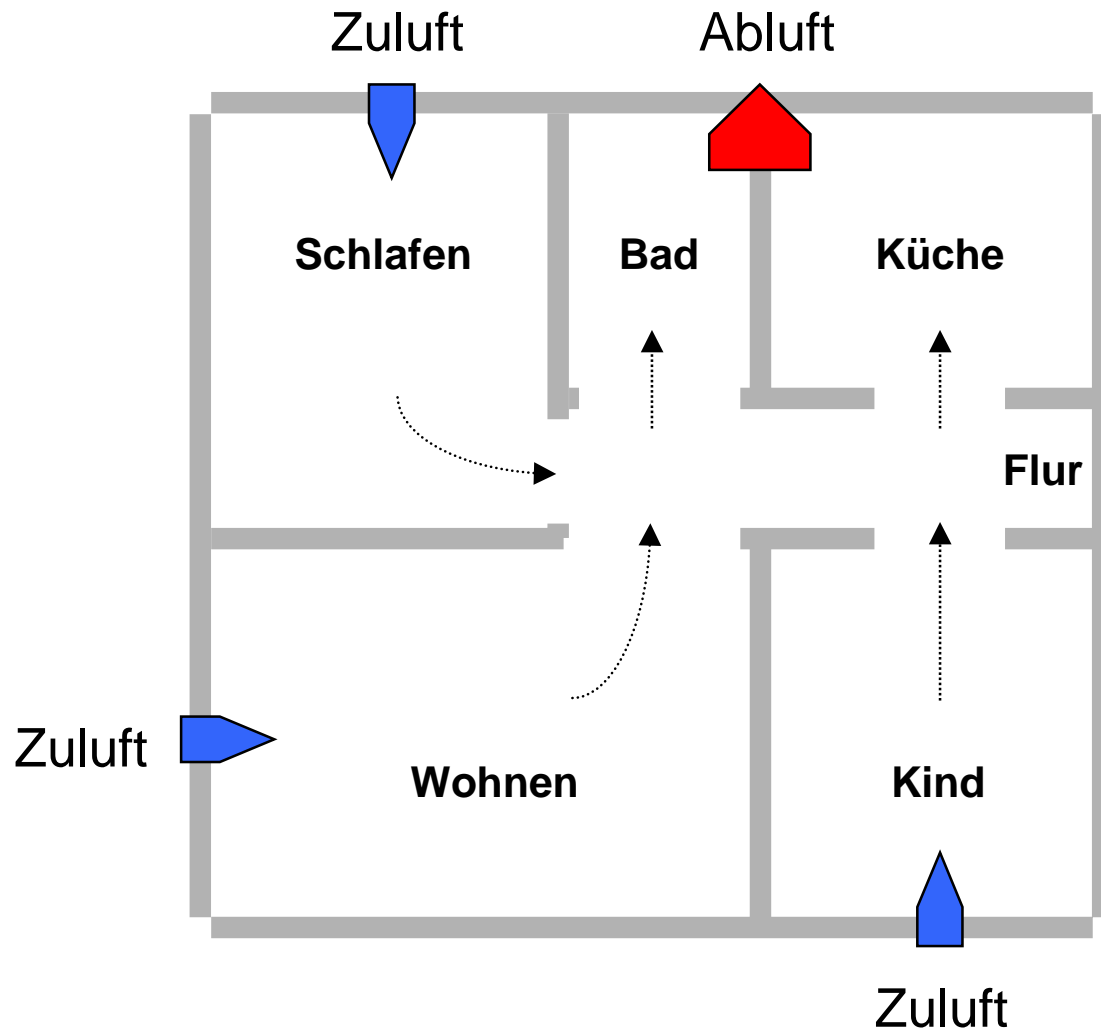 Zuluft
Abluft
Schlafen
Bad
Küche
Flur
Zuluft
Wohnen
Kind
Zuluft